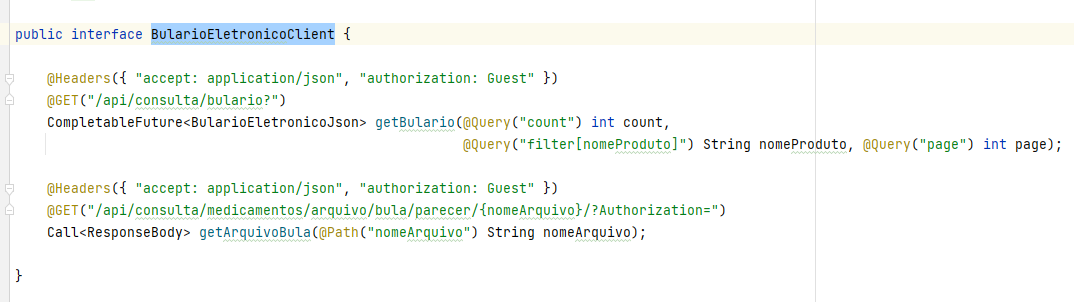 public interface BularioEletronicoClient {
@Headers({ "accept: application/json", "authorization: Guest" })
@GET("/api/consulta/bulario?")
CompletableFuture<BularioEletronicoJson> getBulario(@Query("count") int count,
@Query("filter[nomeProduto]") String nomeProduto, @Query("page") int page);
@Headers({ "accept: application/json", "authorization: Guest" })
@GET("/api/consulta/medicamentos/arquivo/bula/parecer/{nomeArquivo}/?Authorization=")
Call<ResponseBody> getArquivoBula(@Path("nomeArquivo") String nomeArquivo);
}